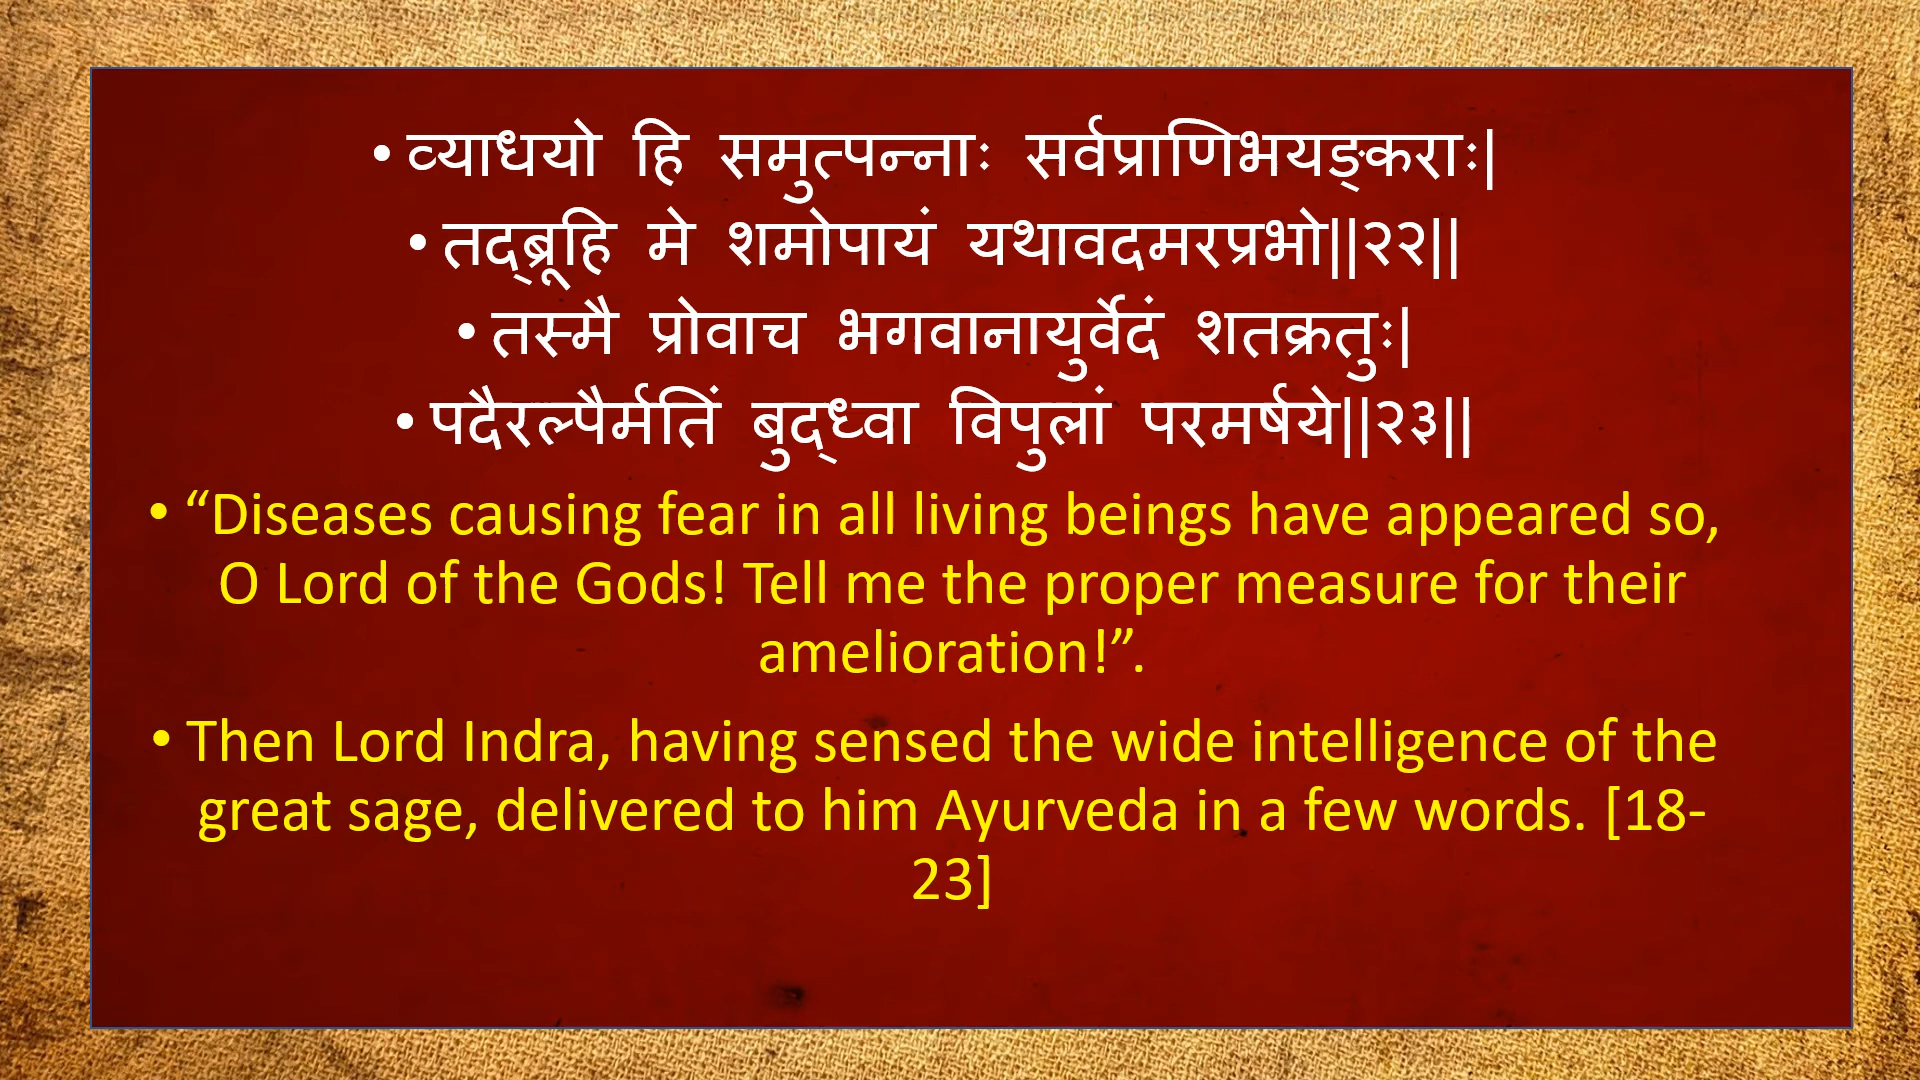 • व्याधयो हि समुत्पन्नाः सर्वप्राणिभयङ्कराः|
• तद्ब्रूहि मे शमोपायं यथावदमरप्रभो||२२||
• तस्मै प्रोवाच भगवानायुर्वेदं शतक्रतुः|
• पदैरल्पैर्मतिं बुद्ध्वा विपुलां परमर्षये||२३||
• “Diseases causing fear in all living beings have appeared so,
O Lord of the Gods! Tell me the proper measure for their
amelioration!”.
• Then Lord Indra, having sensed the wide intelligence of the
great sage, delivered to him Ayurveda in a few words. [18-
23]